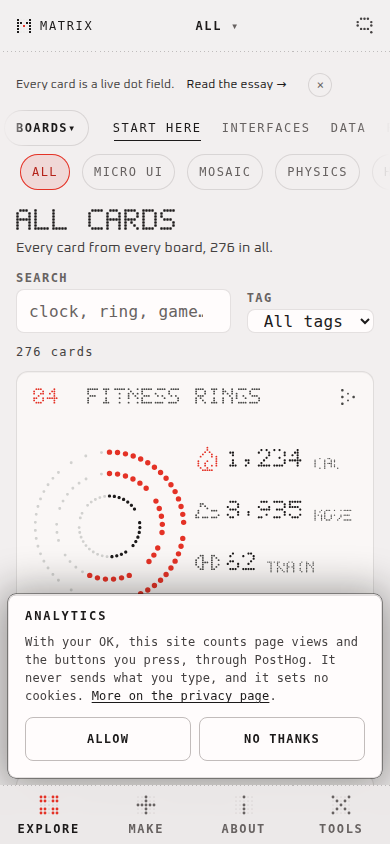 MATRIX
ALL ▾
Every card is a live dot field. Read the essay →
×
BOARDS▾ START HERE INTERFACES DATA
ALL MICRO UI MOSAIC PHYSICS
ALL CARDS
Every card from every board, 276 in all.
SEARCH
TAG
clock, ring, game…
All tags
276 cards
04 FITNESS RINGS
1,234 CAL
3.935 MOVE
62 TRAIN
ANALYTICS
With your OK, this site counts page views and
the buttons you press, through PostHog. It
never sends what you type, and it sets no
cookies. More on the privacy page.
ALLOW
NO THANKS
EXPLORE MAKE ABOUT TOOLS